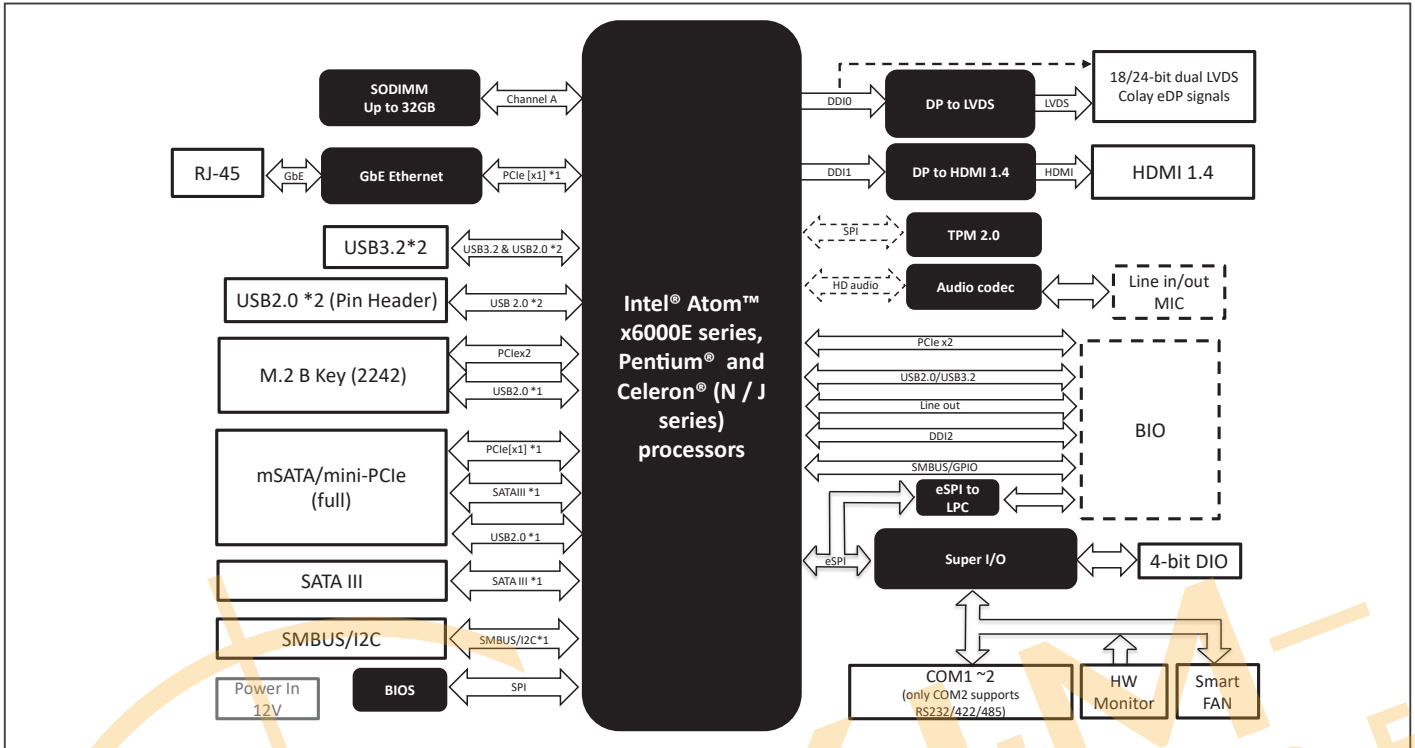 SODIMM
Up to 32GB
Channel A
RJ-45
GbE
GbE Ethernet
PCIe [x1] *1
USB3.2*2
USB3.2 & USB2.0 *2
USB2.0 *2 (Pin Header)
USB 2.0 *2
M.2 B Key (2242)
PCIex2
USB2.0 *1
mSATA/mini-PCIe
(full)
PCIe[x1] *1
SATAIII *1
USB2.0 *1
SATA III
SATA III *1
SMBUS/I2C
SMBUS/I2C*1
Power In
12V
BIOS
SPI
Intel® Atom™
x6000E series,
Pentium® and
Celeron® (N / J
series)
processors
DDI0
DP to LVDS
LVDS
18/24-bit dual LVDS
Colay eDP signals
DDI1
DP to HDMI 1.4
HDMI
HDMI 1.4
SPI
TPM 2.0
HD audio
Audio codec
Line in/out
MIC
PCIe x2
USB2.0/USB3.2
Line out
DDI2
SMBUS/GPIO
BIO
eSPI to
LPC
eSPI
Super I/O
4-bit DIO
COM1 ~2
(only COM2 supports
RS232/422/485)
HW
Monitor
Smart
FAN